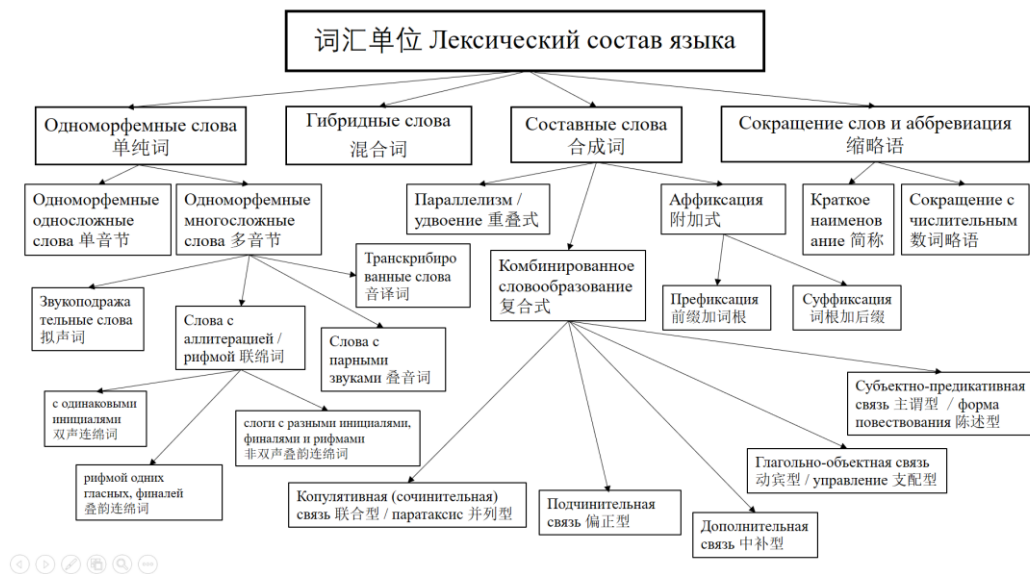 词汇单位 Лексический состав языка
Одноморфемные слова
单纯词
Гибридные слова
混合词
Составные слова
合成词
Сокращение слов и аббревиация
缩略语
Одноморфемные
односложные
слова 单音节
Одноморфемные
многосложные
слова 多音节
Параллелизм /
удвоение 重叠式
Аффиксация
附加式
Краткое
наименов
ание 简称
Сокращение с
числительным
数词略语
Транскрибиро
ванные слова
音译词
Комбинированное
словообразование
复合式
Звукоподража
тельные слова
拟声词
Слова с
аллитерацией /
рифмой 联绵词
Слова с
парными
звуками 叠音词
Префиксация
前缀加词根
Суффиксация
词根加后缀
с одинаковыми
инициалями
双声连绵词
слоги с разными инициалями,
финалями и рифмами
非双声叠韵连绵词
рифмой одних
гласных, финалей
叠韵连绵词
Субъектно-предикативная
связь 主谓型 / форма
повествования 陈述型
Глагольно-объектная связь
动宾型 / управление 支配型
Копулятивная (сочинительная)
связь 联合型 / паратаксис 并列型
Подчинительная
связь 偏正型
Дополнительная
связь 中补型